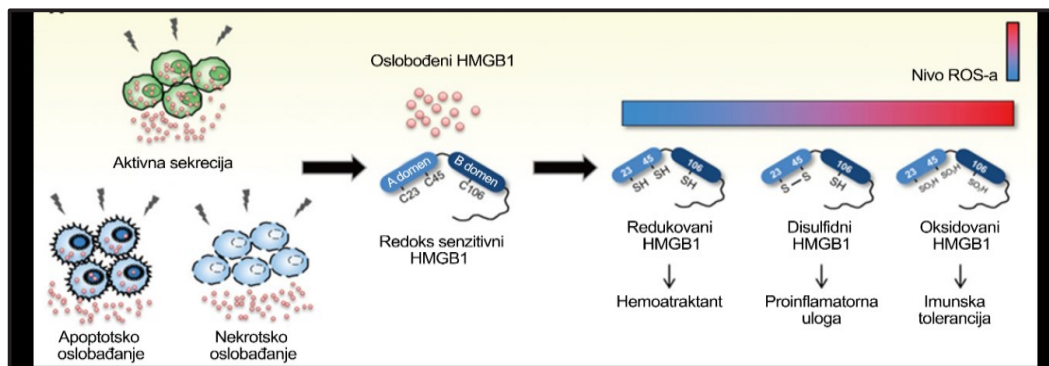 Aktivna sekrecija
Apoptotsko
oslobađanje
Nekrotsko
oslobađanje
Oslobođeni HMGB1
A domen
B domen
C23
C45
C106
Redoks senzitivni
HMGB1
Nivo ROS-a
23
45
106
SH
SH
SH
Redukovani
HMGB1
Hemoatraktant
23
45
106
S—S
SH
Disulfidni
HMGB1
Proinflamatorna
uloga
23
45
106
SO₃H
SO₃H
SO₃H
Oksidovani
HMGB1
Imunska
tolerancija